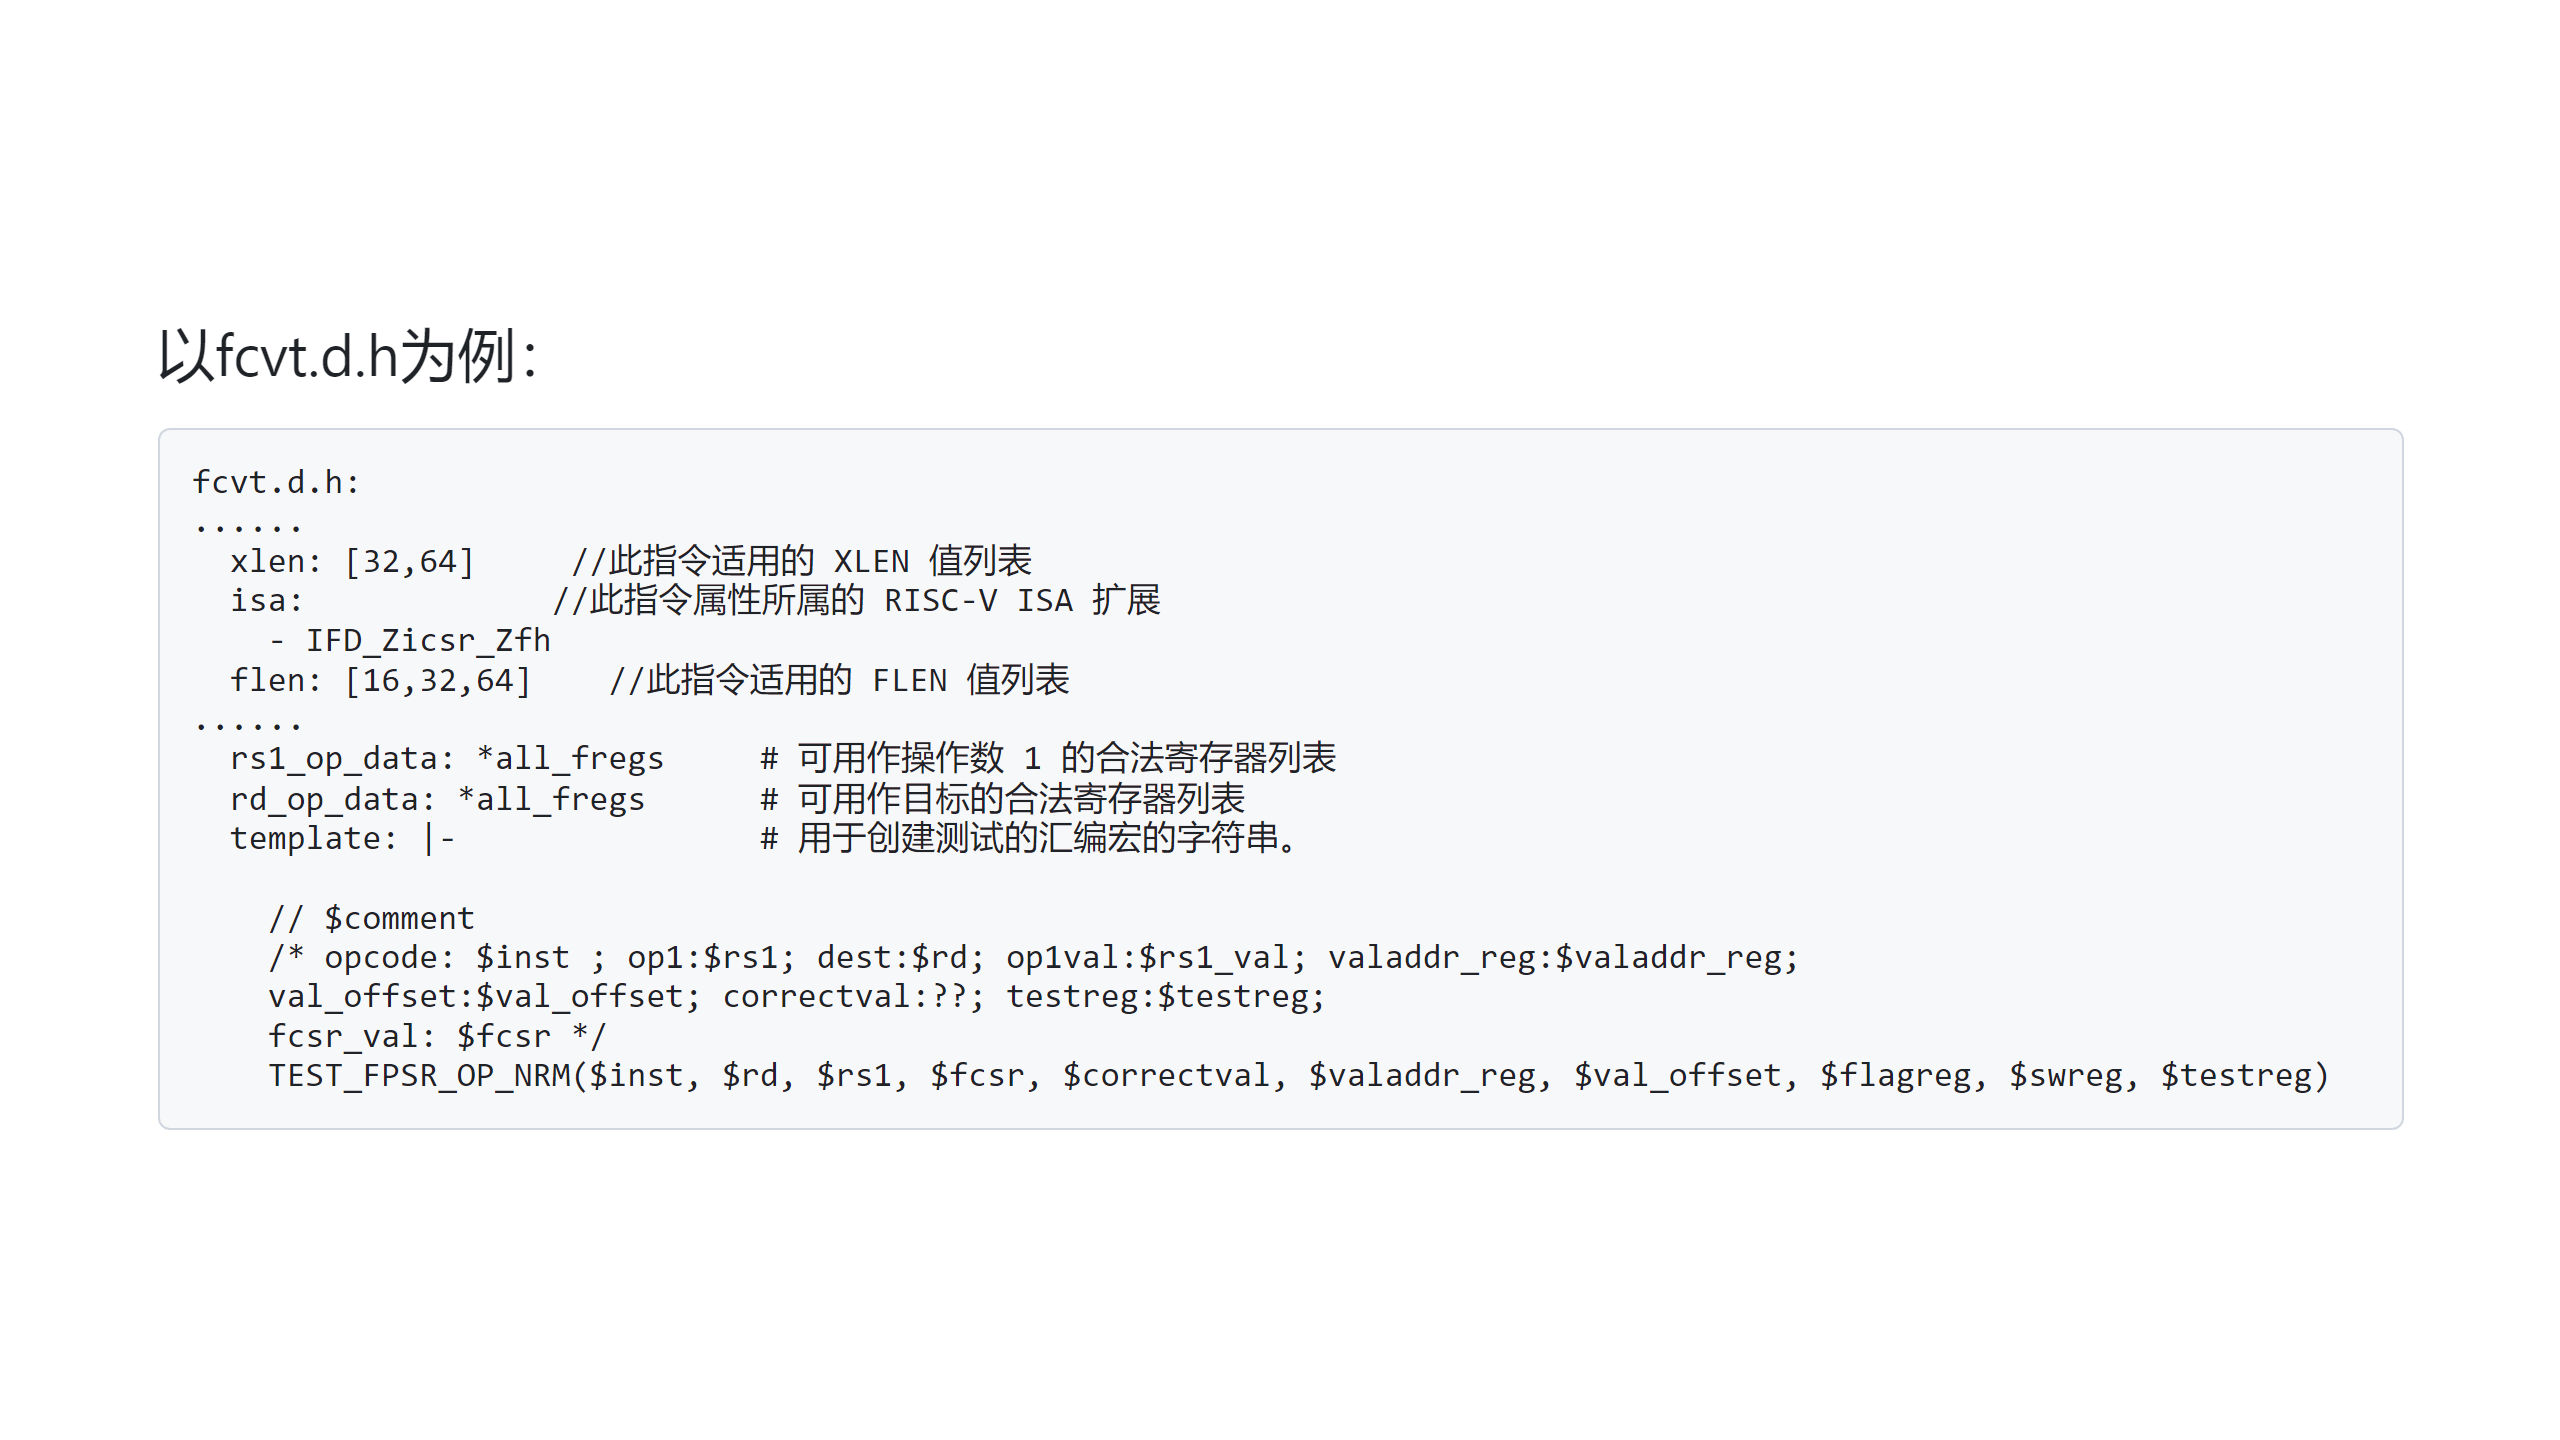 以fcvt.d.h为例：
fcvt.d.h:
......
  xlen: [32,64]     //此指令适用的 XLEN 值列表
  isa:             //此指令属性所属的 RISC-V ISA 扩展
    - IFD_Zicsr_Zfh
  flen: [16,32,64]    //此指令适用的 FLEN 值列表
......
  rs1_op_data: *all_fregs     # 可用作操作数 1 的合法寄存器列表
  rd_op_data: *all_fregs      # 可用作目标的合法寄存器列表
  template: |-                # 用于创建测试的汇编宏的字符串。
    // $comment
    /* opcode: $inst ; op1:$rs1; dest:$rd; op1val:$rs1_val; valaddr_reg:$valaddr_reg;
    val_offset:$val_offset; correctval:??; testreg:$testreg;
    fcsr_val: $fcsr */
    TEST_FPSR_OP_NRM($inst, $rd, $rs1, $fcsr, $correctval, $valaddr_reg, $val_offset, $flagreg, $swreg, $testreg)